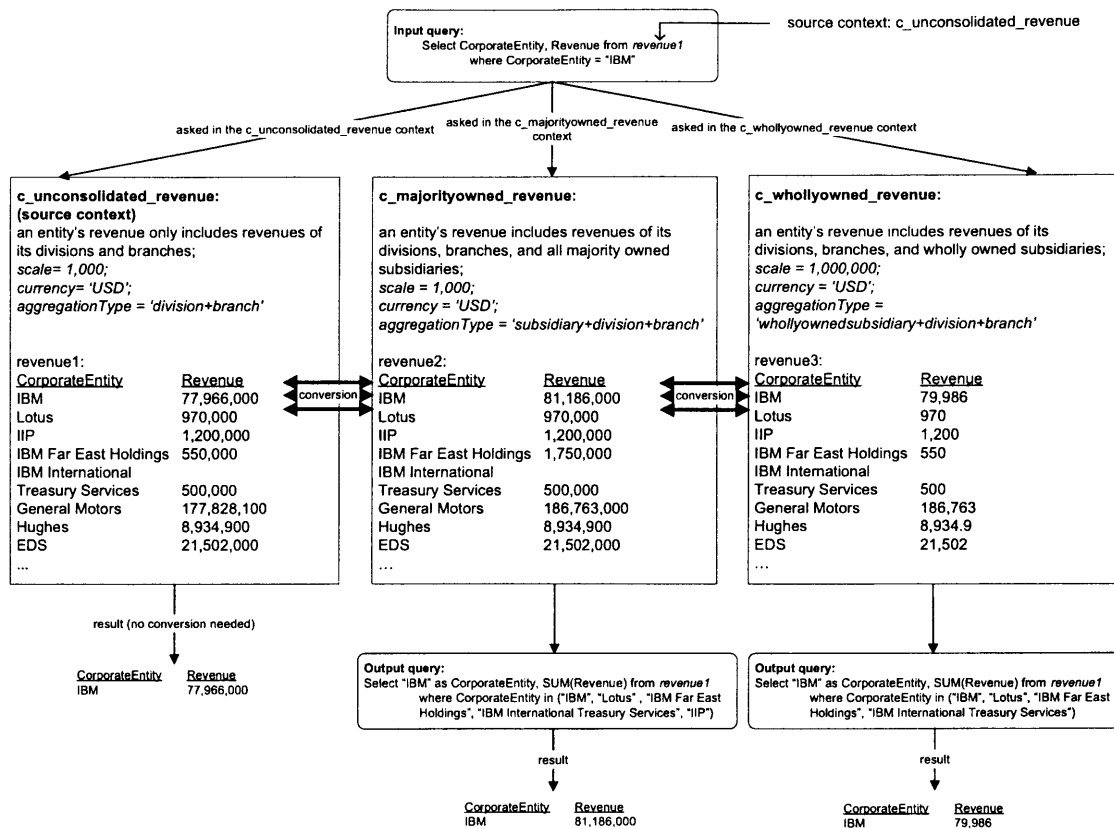 source context: c_unconsolidated_revenue
Input query:
Select CorporateEntity, Revenue from revenue1
where CorporateEntity = "IBM"
asked in the c_unconsolidated_revenue context
asked in the c_majorityowned_revenue
context
asked in the c_whollyowned_revenue context
c_unconsolidated_revenue:
(source context)
an entity's revenue only includes revenues of
its divisions and branches;
scale= 1,000;
currency= 'USD';
aggregationType = 'division+branch'
revenue1:
CorporateEntity Revenue
IBM 77,966,000
Lotus 970,000
IIP 1,200,000
IBM Far East Holdings 550,000
IBM International
Treasury Services 500,000
General Motors 177,828,100
Hughes 8,934,900
EDS 21,502,000
...
conversion
c_majorityowned_revenue:
an entity's revenue includes revenues of its
divisions, branches, and all majority owned
subsidiaries;
scale = 1,000;
currency = 'USD';
aggregationType = 'subsidiary+division+branch'
revenue2:
CorporateEntity Revenue
IBM 81,186,000
Lotus 970,000
IIP 1,200,000
IBM Far East Holdings 1,750,000
IBM International
Treasury Services 500,000
General Motors 186,763,000
Hughes 8,934,900
EDS 21,502,000
...
conversion
c_whollyowned_revenue:
an entity's revenue includes revenues of its
divisions, branches, and wholly owned subsidiaries;
scale = 1,000,000;
currency = 'USD';
aggregationType =
'whollyownedsubsidiary+division+branch'
revenue3:
CorporateEntity Revenue
IBM 79,986
Lotus 970
IIP 1,200
IBM Far East Holdings 550
IBM International
Treasury Services 500
General Motors 186,763
Hughes 8,934.9
EDS 21,502
...
result (no conversion needed)
CorporateEntity Revenue
IBM 77,966,000
Output query:
Select "IBM" as CorporateEntity, SUM(Revenue) from revenue1
where CorporateEntity in ("IBM", "Lotus" , "IBM Far East
Holdings", "IBM International Treasury Services", "IIP")
result
CorporateEntity Revenue
IBM 81,186,000
Output query:
Select "IBM" as CorporateEntity, SUM(Revenue) from revenue1
where CorporateEntity in ("IBM", "Lotus", "IBM Far East
Holdings", "IBM International Treasury Services")
result
CorporateEntity Revenue
IBM 79,986